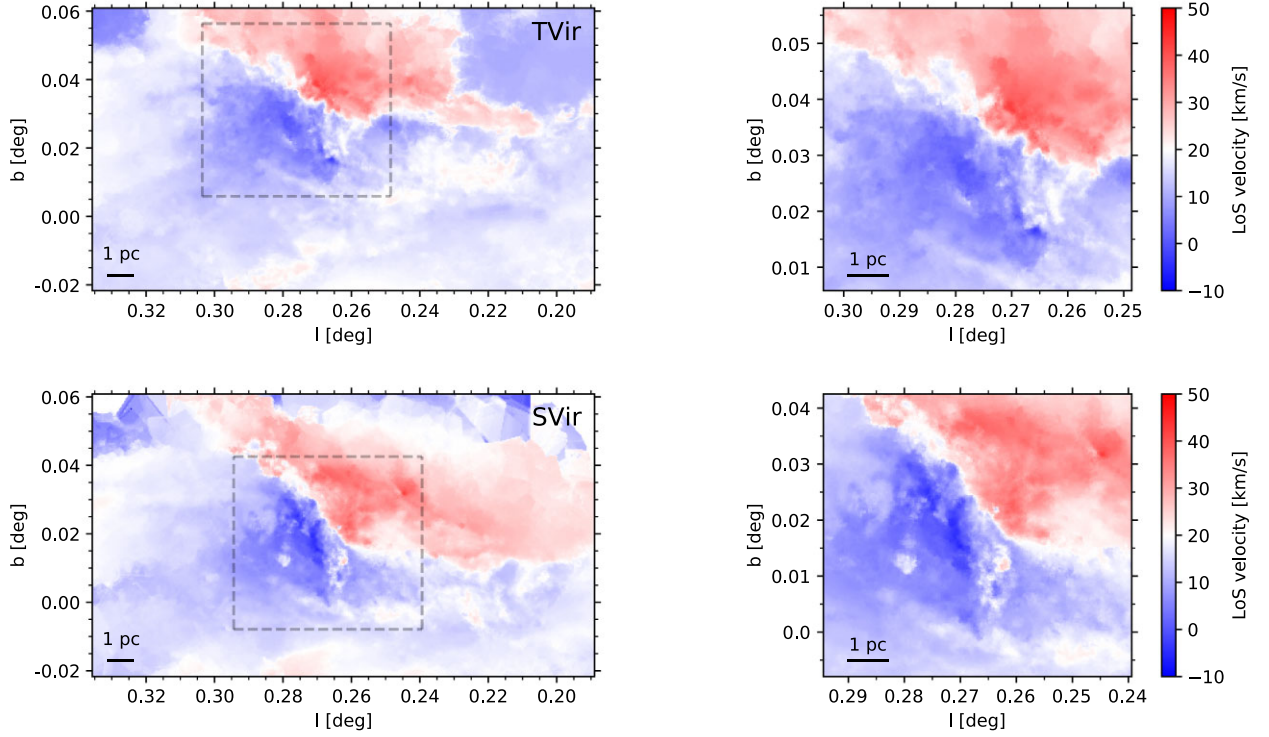 TVir
0.06
0.04
0.02
0.00
-0.02
b [deg]
1 pc
0.32 0.30 0.28 0.26 0.24 0.22 0.20
l [deg]
0.05
0.04
0.03
0.02
0.01
b [deg]
1 pc
0.30 0.29 0.28 0.27 0.26 0.25
l [deg]
50
40
30
20
10
0
−10
LoS velocity [km/s]
SVir
0.06
0.04
0.02
0.00
-0.02
b [deg]
1 pc
0.32 0.30 0.28 0.26 0.24 0.22 0.20
l [deg]
0.04
0.03
0.02
0.01
0.0
b [deg]
1 pc
0.29 0.28 0.27 0.26 0.25 0.24
l [deg]
50
40
30
20
10
0
−10
LoS velocity [km/s]